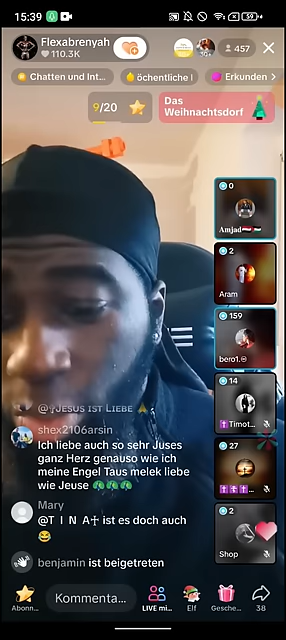 15:39
59
Flexabrenyah
110.3K
457
Chatten und Int...
öchentliche l
Erkunden >
9/20
Das
Weihnachtsdorf
0
Amjad
2
Aram
159
bero1.
14
Timot...
27
2
Shop
@✝JESUS IST LIEBE
shex2106arsin
Ich liebe auch so sehr Juses
ganz Herz genauso wie ich
meine Engel Taus melek liebe
wie Jeuse
Mary
@T I N A✝ ist es doch auch
benjamin ist beigetreten
Abonn...
Kommenta...
LIVE mi...
Elf
Gesche...
38